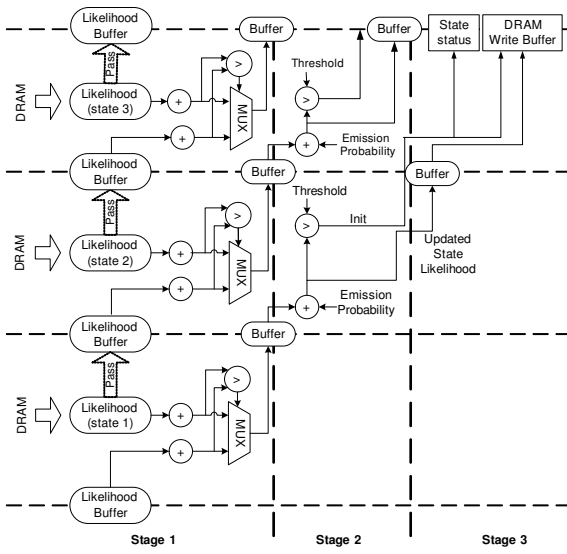 Likelihood
Buffer
Buffer
Buffer
State
status
DRAM
Write Buffer
Pass
Threshold
DRAM
Likelihood
(state 3)
+
>
MUX
>
+
+
Emission
Probability
Likelihood
Buffer
Buffer
Buffer
Pass
Threshold
DRAM
Likelihood
(state 2)
+
>
MUX
>
Init
+
Updated
State
Likelihood
+
Emission
Probability
Likelihood
Buffer
Buffer
Pass
DRAM
Likelihood
(state 1)
+
>
MUX
+
Likelihood
Buffer
Stage 1
Stage 2
Stage 3